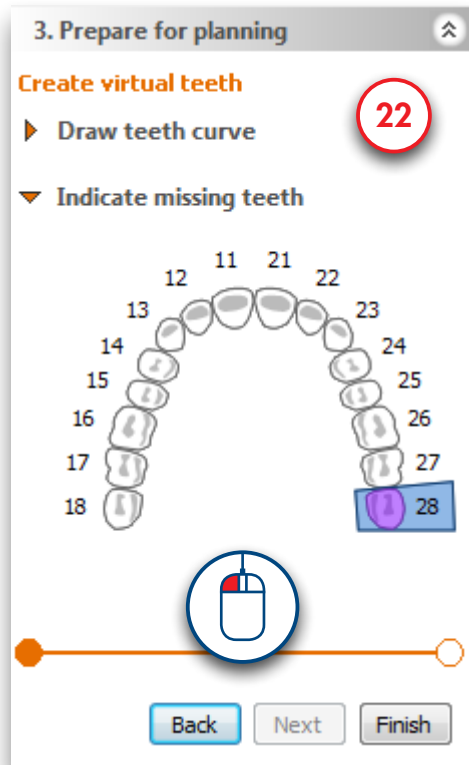 3. Prepare for planning
Create virtual teeth
22
Draw teeth curve
Indicate missing teeth
11 21
12 22
13 23
14 24
15 25
16 26
17 27
18 28
Back Next Finish